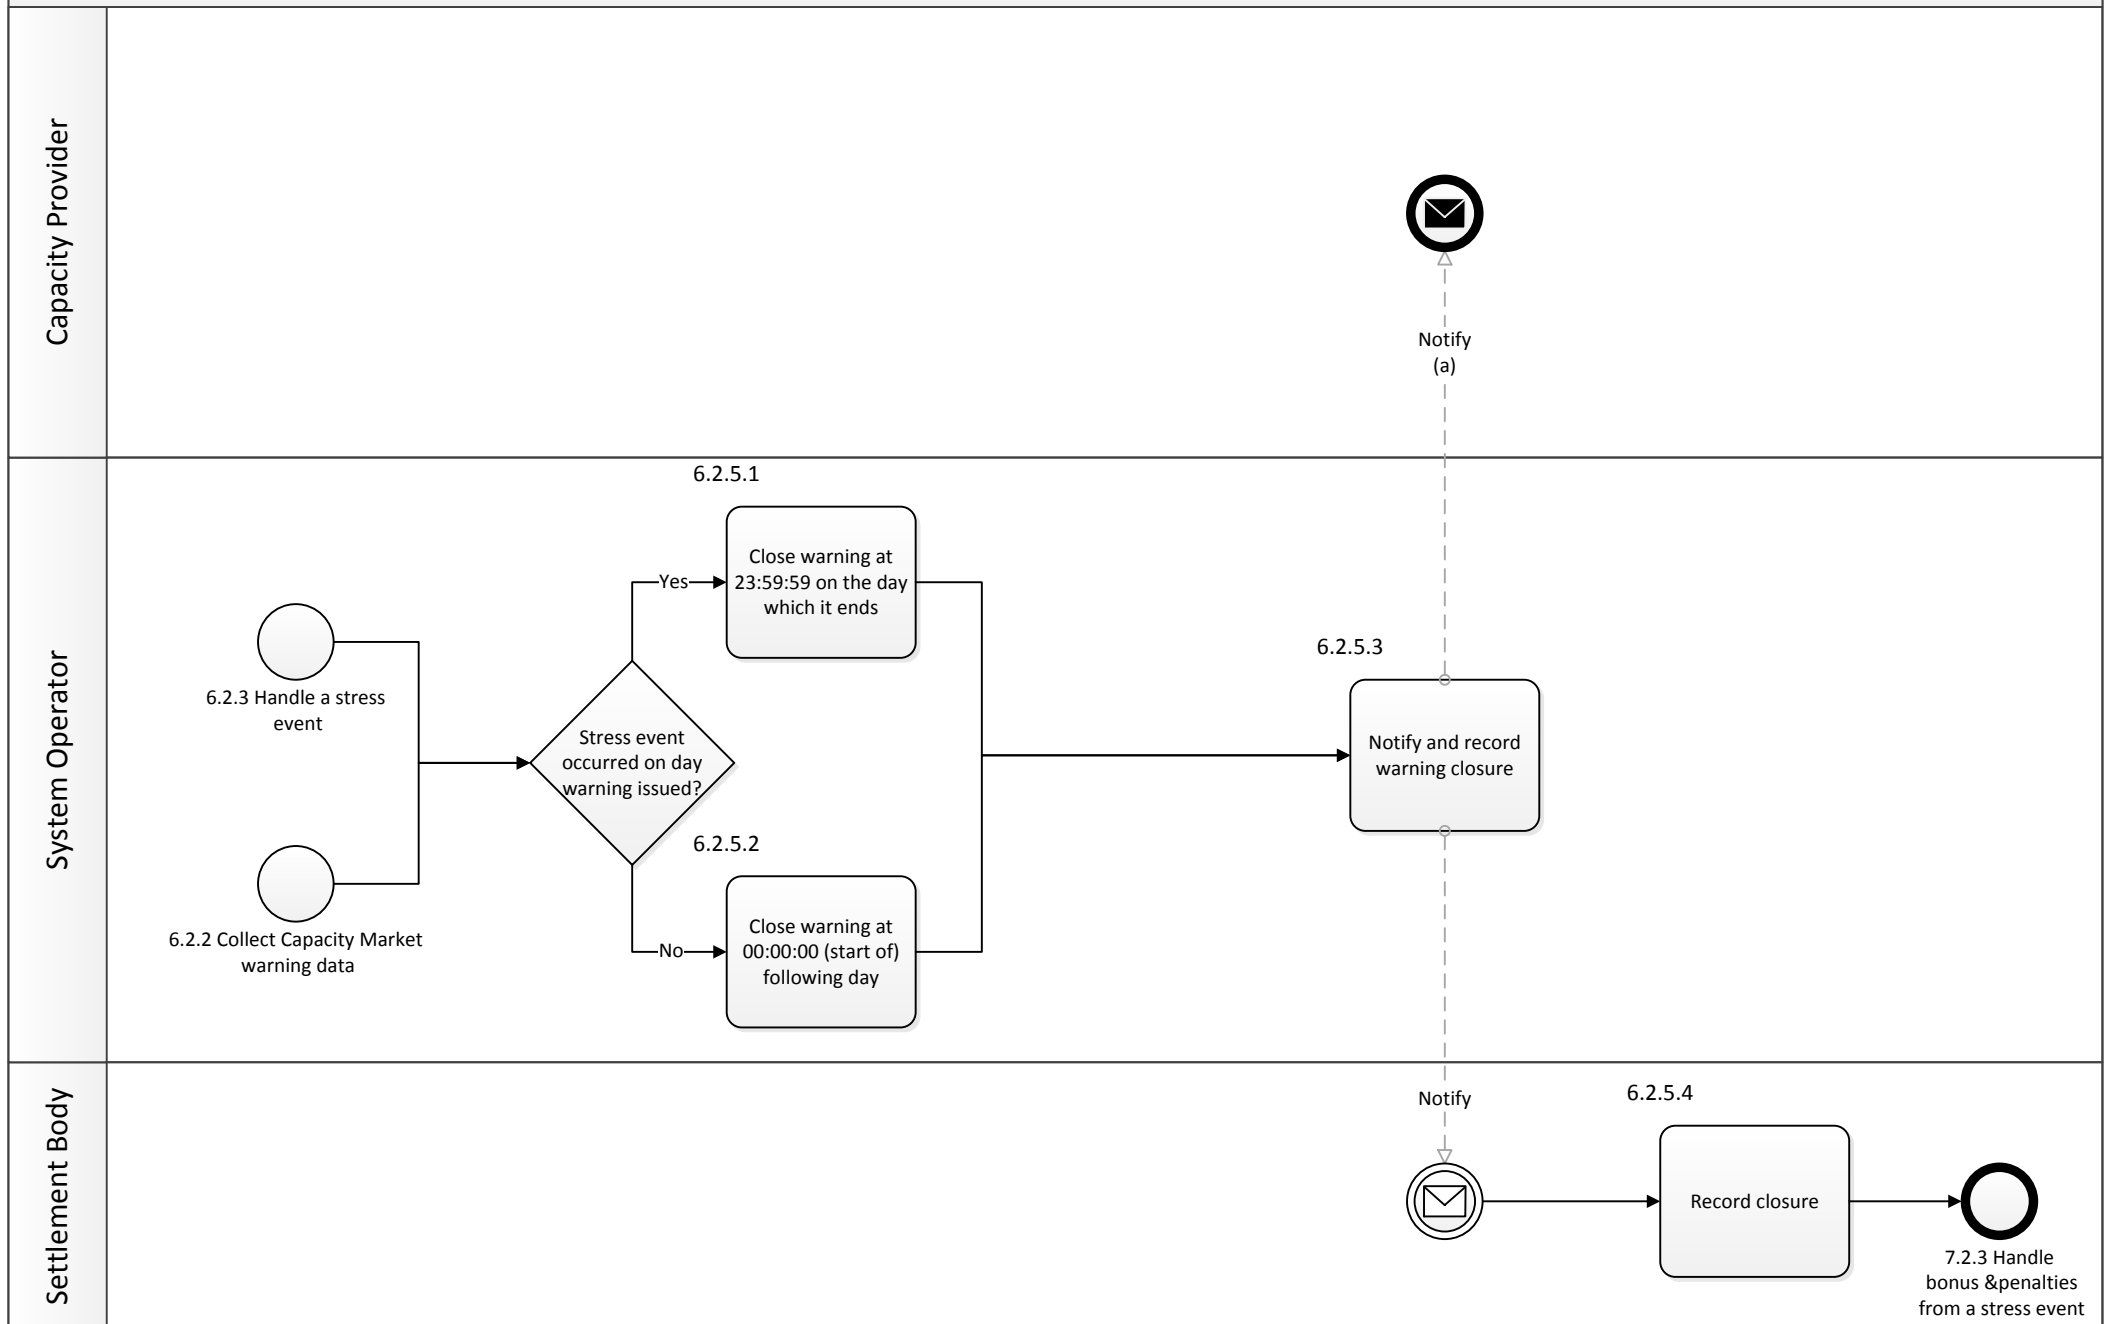 Capacity Provider
Notify
(a)
System Operator
6.2.5.1
Close warning at
23:59:59 on the day
which it ends
Yes
6.2.3 Handle a stress
event
6.2.5.3
Stress event
occurred on day
warning issued?
Notify and record
warning closure
6.2.5.2
6.2.2 Collect Capacity Market
warning data
No
Close warning at
00:00:00 (start of)
following day
Settlement Body
Notify
6.2.5.4
Record closure
7.2.3 Handle
bonus &penalties
from a stress event